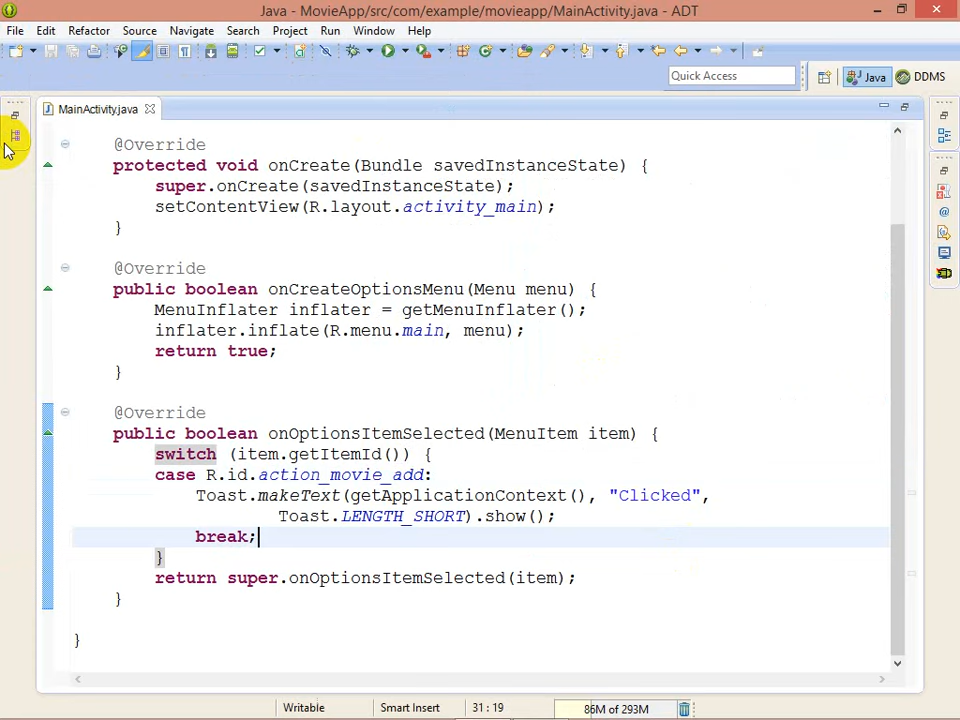 Java - MovieApp/src/com/example/movieapp/MainActivity.java - ADT
File Edit Refactor Source Navigate Search Project Run Window Help
Quick Access
Java
DDMS
MainActivity.java
@Override
protected void onCreate(Bundle savedInstanceState) {
super.onCreate(savedInstanceState);
setContentView(R.layout.activity_main);
}
@Override
public boolean onCreateOptionsMenu(Menu menu) {
MenuInflater inflater = getMenuInflater();
inflater.inflate(R.menu.main, menu);
return true;
}
@Override
public boolean onOptionsItemSelected(MenuItem item) {
switch (item.getItemId()) {
case R.id.action_movie_add:
Toast.makeText(getApplicationContext(), "Clicked",
Toast.LENGTH_SHORT).show();
break;
}
return super.onOptionsItemSelected(item);
}
}
Writable Smart Insert 31 : 19 86M of 293M